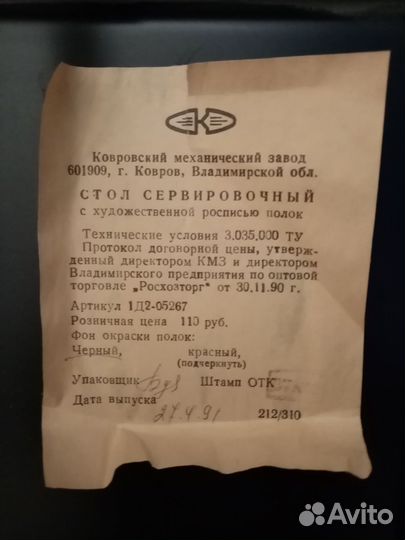 Ковровский механический завод
601909, г. Ковров, Владимирской обл.
СТОЛ СЕРВИРОВОЧНЫЙ
с художественной росписью полок
Технические условия 3.035.000 ТУ
Протокол договорной цены, утверж-
денный директором КМЗ и директором
Владимирского предприятия по оптовой
торговле „Росхозторг" от 30.11.90 г.
Артикул 1Д2-05267
Розничная цена 110 руб.
Фон окраски полок:
Черный, красный,
(подчеркнуть)
Упаковщик Штамп ОТК
Дата выпуска 27.4.91
212/310
Avito